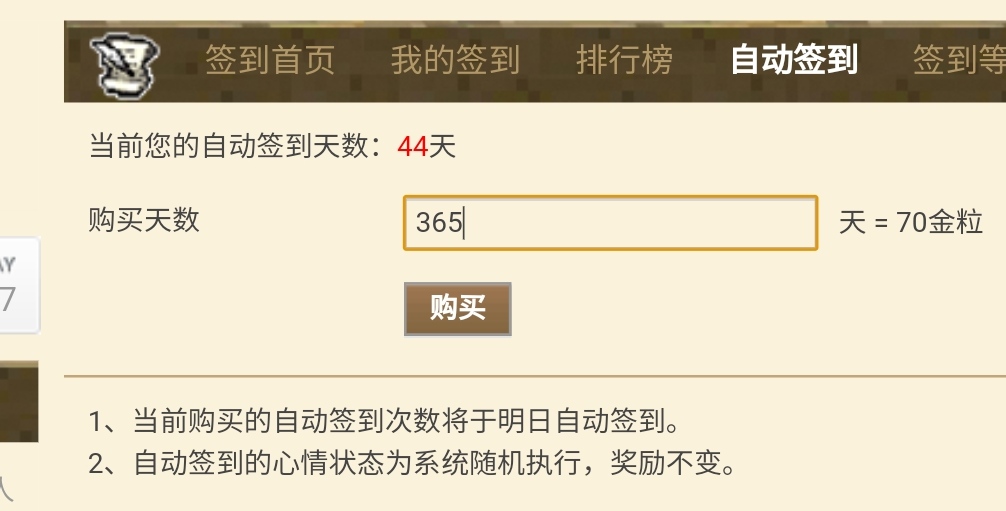 签到首页 我的签到 排行榜 自动签到 签到等
当前您的自动签到天数：44天
购买天数 365 天 = 70金粒
AY
7
购买
1、当前购买的自动签到次数将于明日自动签到。
2、自动签到的心情状态为系统随机执行，奖励不变。
人